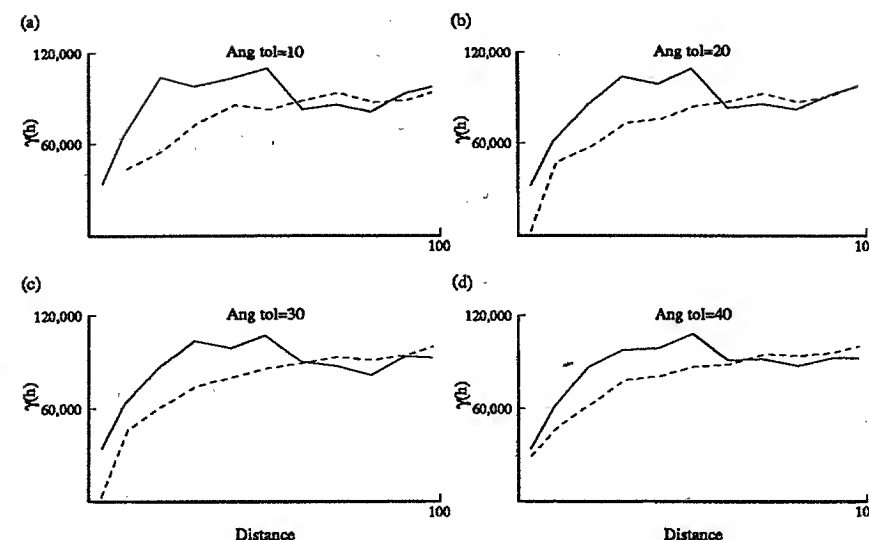 (a)
Ang tol=10
120,000
60,000
γ(h)
100
(b)
Ang tol=20
120,000
60,000
γ(h)
10
(c)
Ang tol=30
120,000
60,000
γ(h)
100
Distance
(d)
Ang tol=40
120,000
60,000
γ(h)
10
Distance